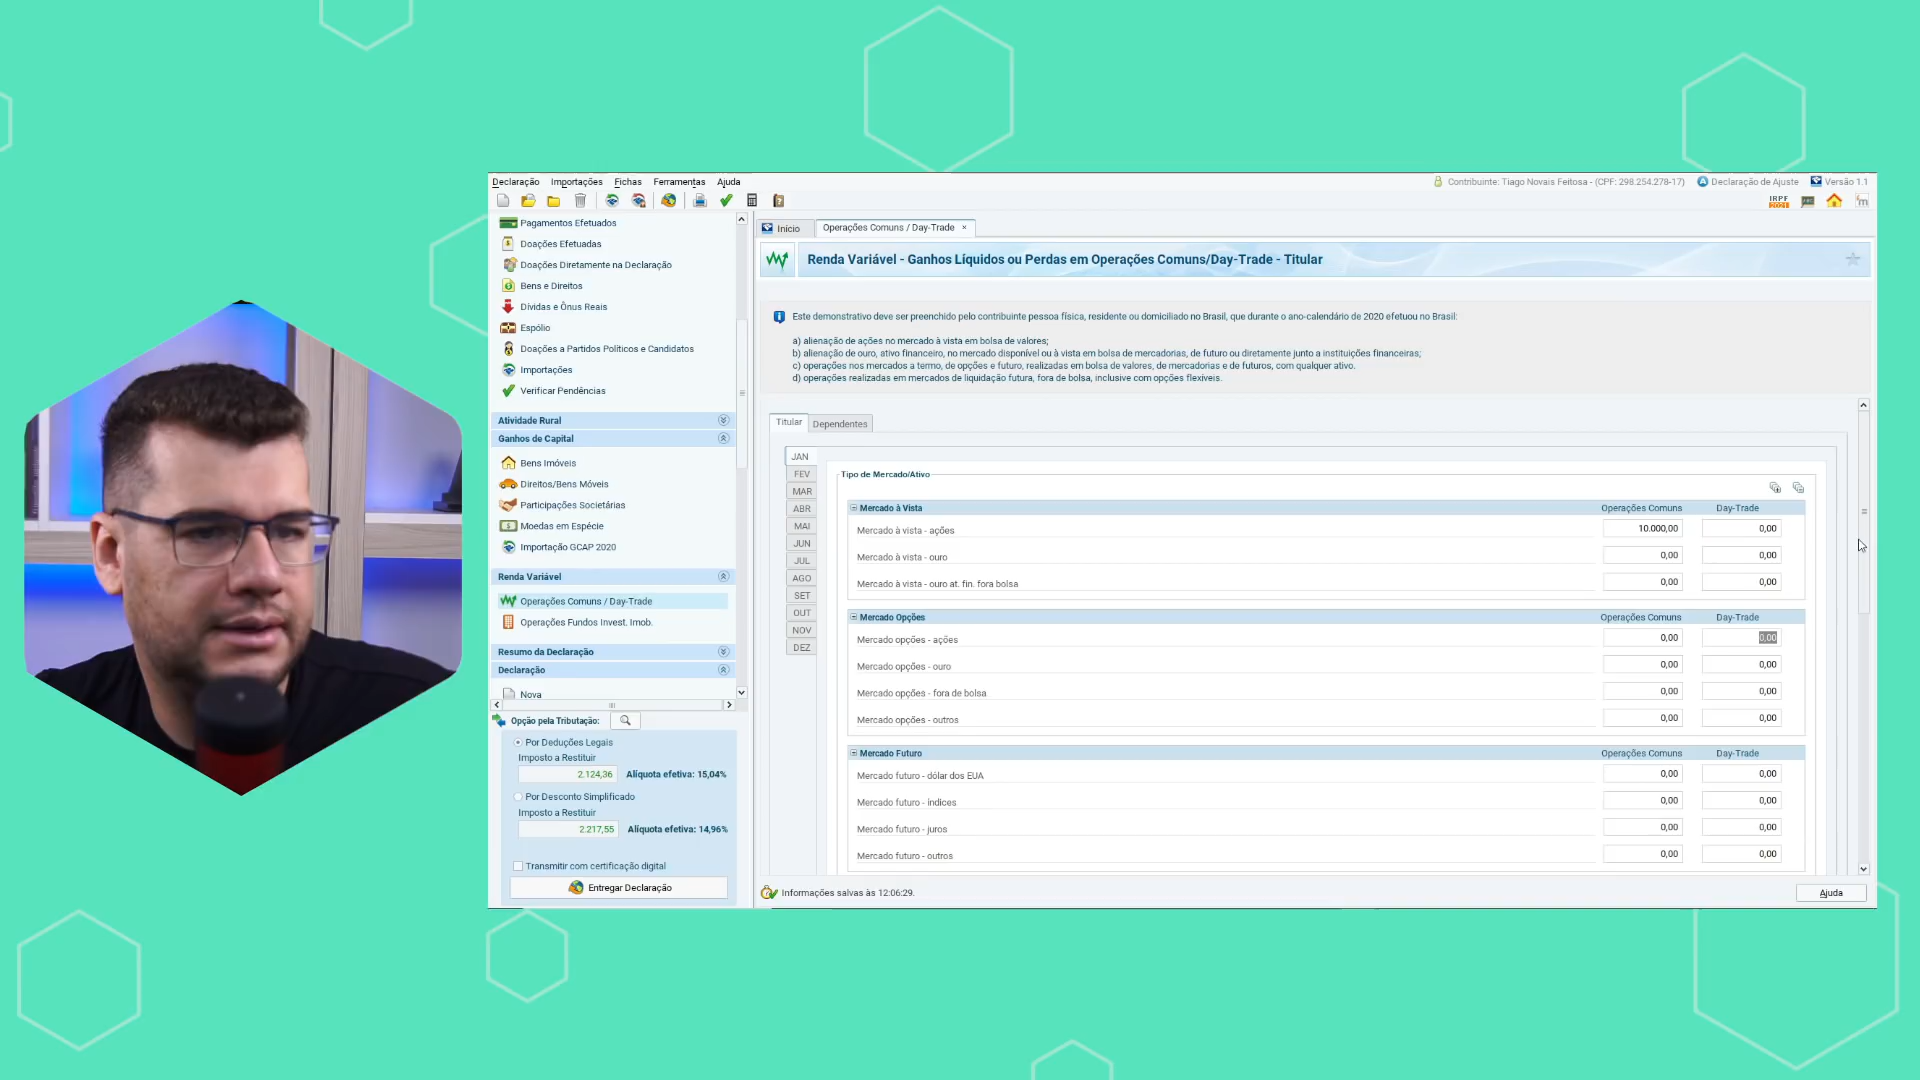 Declaração Importações Fichas Ferramentas Ajuda
Contribuinte: Tiago Novais Feitosa - (CPF: 298.254.278-17) Declaração de Ajuste Versão 1.1
IRPF
2021
Pagamentos Efetuados
Doações Efetuadas
Doações Diretamente na Declaração
Bens e Direitos
Dívidas e Ônus Reais
Espólio
Doações a Partidos Políticos e Candidatos
Importações
Verificar Pendências
Atividade Rural
Ganhos de Capital
Bens Imóveis
Direitos/Bens Móveis
Participações Societárias
Moedas em Espécie
Importação GCAP 2020
Renda Variável
Operações Comuns / Day-Trade
Operações Fundos Invest. Imob.
Resumo da Declaração
Declaração
Nova
Opção pela Tributação:
Por Deduções Legais
Imposto a Restituir
2.124,36 Alíquota efetiva: 15,04%
Por Desconto Simplificado
Imposto a Restituir
2.217,55 Alíquota efetiva: 14,96%
Transmitir com certificação digital
Entregar Declaração
Início Operações Comuns / Day-Trade ×
Renda Variável - Ganhos Líquidos ou Perdas em Operações Comuns/Day-Trade - Titular
Este demonstrativo deve ser preenchido pelo contribuinte pessoa física, residente ou domiciliado no Brasil, que durante o ano-calendário de 2020 efetuou no Brasil:
a) alienação de ações no mercado à vista em bolsa de valores;
b) alienação de ouro, ativo financeiro, no mercado disponível ou à vista em bolsa de mercadorias, de futuro ou diretamente junto a instituições financeiras;
c) operações nos mercados a termo, de opções e futuro, realizadas em bolsa de valores, de mercadorias e de futuros, com qualquer ativo.
d) operações realizadas em mercados de liquidação futura, fora de bolsa, inclusive com opções flexíveis.
Titular Dependentes
JAN
FEV
MAR
ABR
MAI
JUN
JUL
AGO
SET
OUT
NOV
DEZ
Tipo de Mercado/Ativo
Mercado à Vista Operações Comuns Day-Trade
Mercado à vista - ações 10.000,00 0,00
Mercado à vista - ouro 0,00 0,00
Mercado à vista - ouro at. fin. fora bolsa 0,00 0,00
Mercado Opções Operações Comuns Day-Trade
Mercado opções - ações 0,00 0,00
Mercado opções - ouro 0,00 0,00
Mercado opções - fora de bolsa 0,00 0,00
Mercado opções - outros 0,00 0,00
Mercado Futuro Operações Comuns Day-Trade
Mercado futuro - dólar dos EUA 0,00 0,00
Mercado futuro - índices 0,00 0,00
Mercado futuro - juros 0,00 0,00
Mercado futuro - outros 0,00 0,00
Informações salvas às 12:06:29.
Ajuda